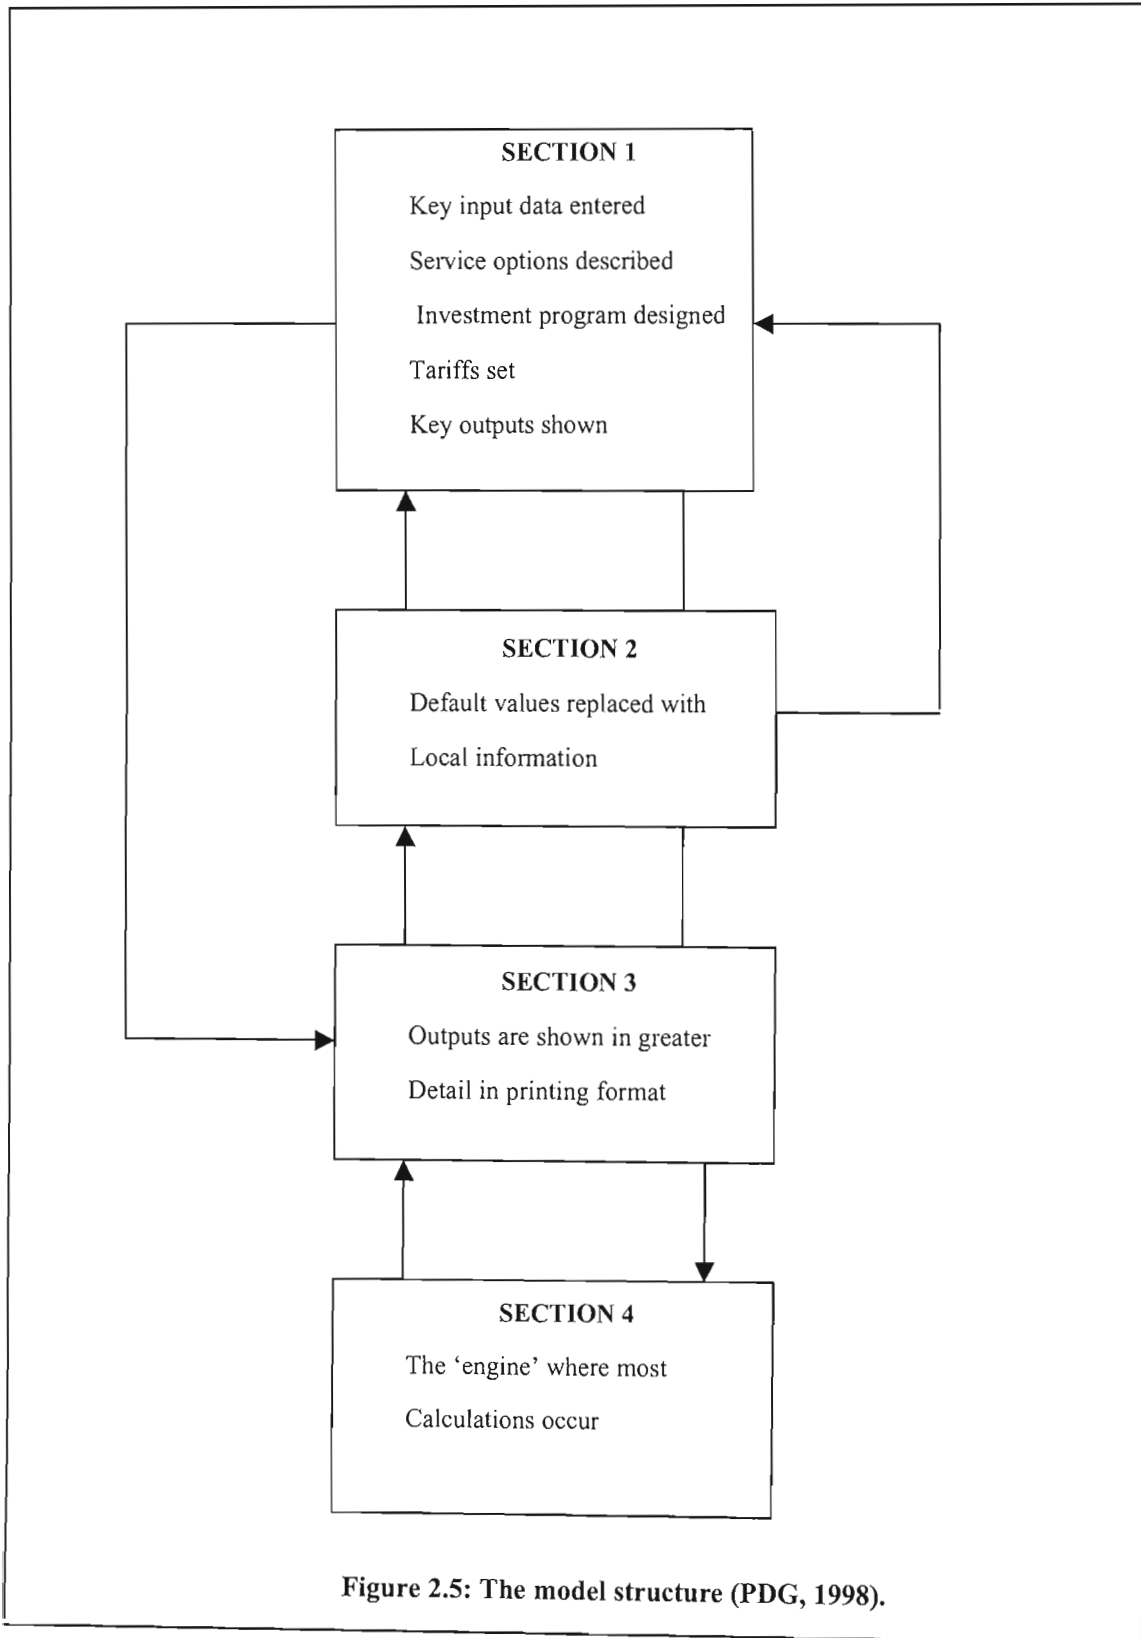 SECTION 1
Key input data entered
Service options described
Investment program designed
Tariffs set
Key outputs shown
SECTION 2
Default values replaced with
Local information
SECTION 3
Outputs are shown in greater
Detail in printing format
SECTION 4
The ‘engine’ where most
Calculations occur
Figure 2.5: The model structure (PDG, 1998).